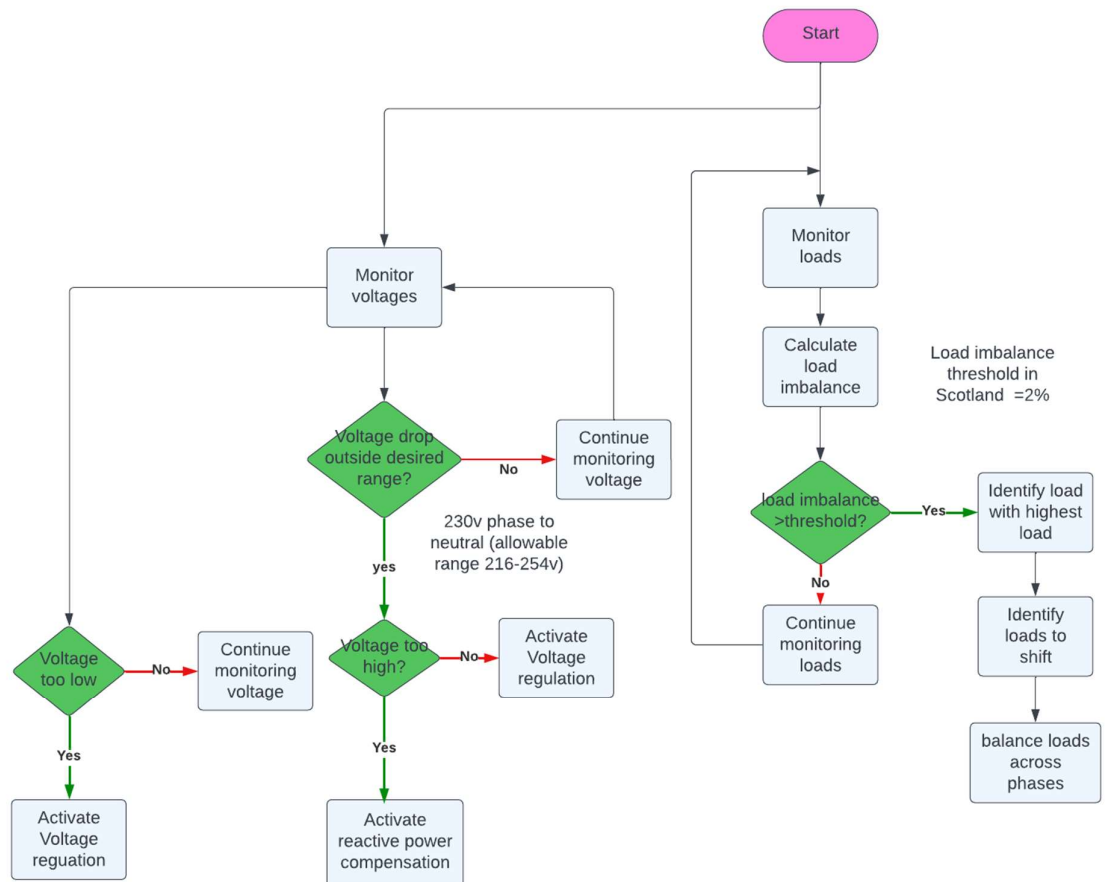 Start
Monitor
loads
Monitor
voltages
Calculate
load
imbalance
Load imbalance
threshold in
Scotland  =2%
Voltage drop
outside desired
range?
No
Continue
monitoring
voltage
load imbalance
>threshold?
Yes
Identify load
with highest
load
230v phase to
neutral (allowable
range 216-254v)
yes
No
Continue
monitoring
loads
Identify
loads to
shift
Voltage
too low
No
Continue
monitoring
voltage
Voltage too
high?
No
Activate
Voltage
regulation
Yes
Yes
balance loads
across
phases
Activate
Voltage
reguation
Activate
reactive power
compensation